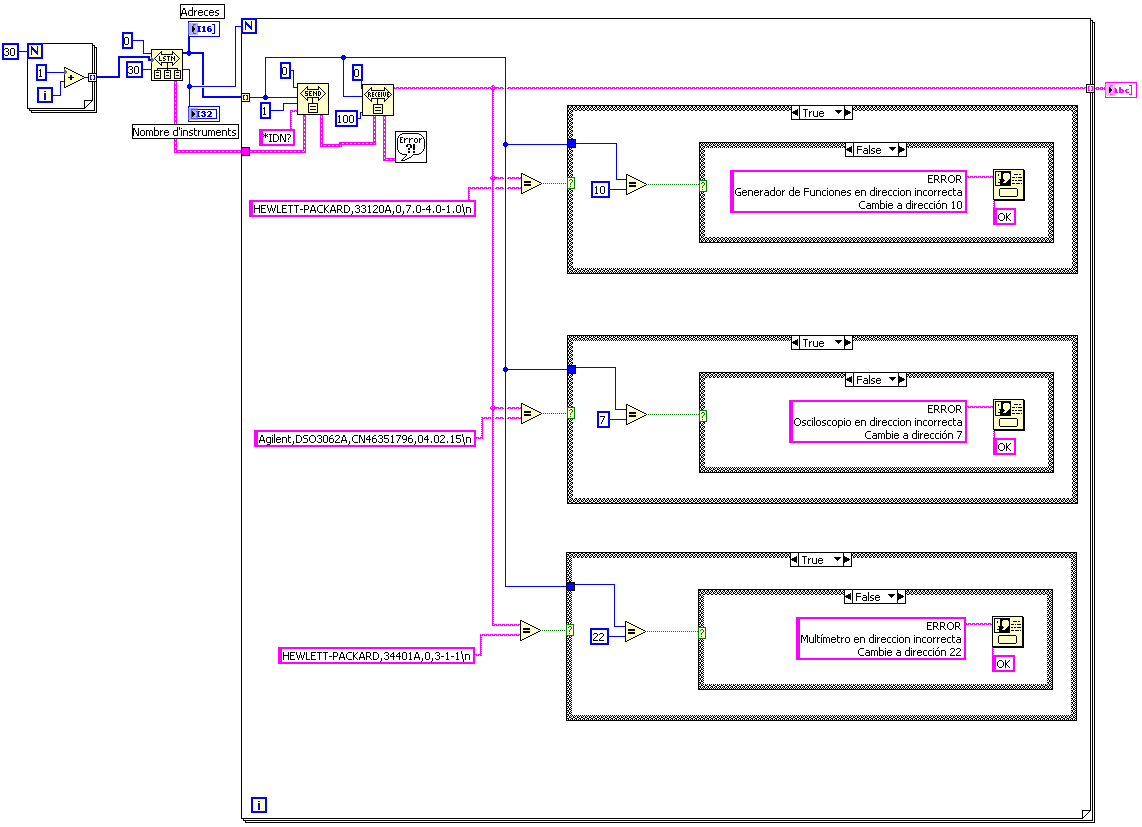 Adreces
I16]
N
0
30
N
LSTN
1
+
30
i
I32
Nombre d'instruments
0
SEND
0
RECEIVE
1
100
*IDN?
Error
?!
abc]
True
False
ERROR
Generador de Funciones en direccion incorrecta
Cambie a dirección 10
OK
=
?
10
=
?
HEWLETT-PACKARD,33120A,0,7.0-4.0-1.0\n
True
False
ERROR
Osciloscopio en direccion incorrecta
Cambie a dirección 7
OK
=
?
7
=
?
Agilent,DSO3062A,CN46351796,04.02.15\n
True
False
ERROR
Multímetro en direccion incorrecta
Cambie a dirección 22
OK
=
?
22
=
?
HEWLETT-PACKARD,34401A,0,3-1-1\n
i